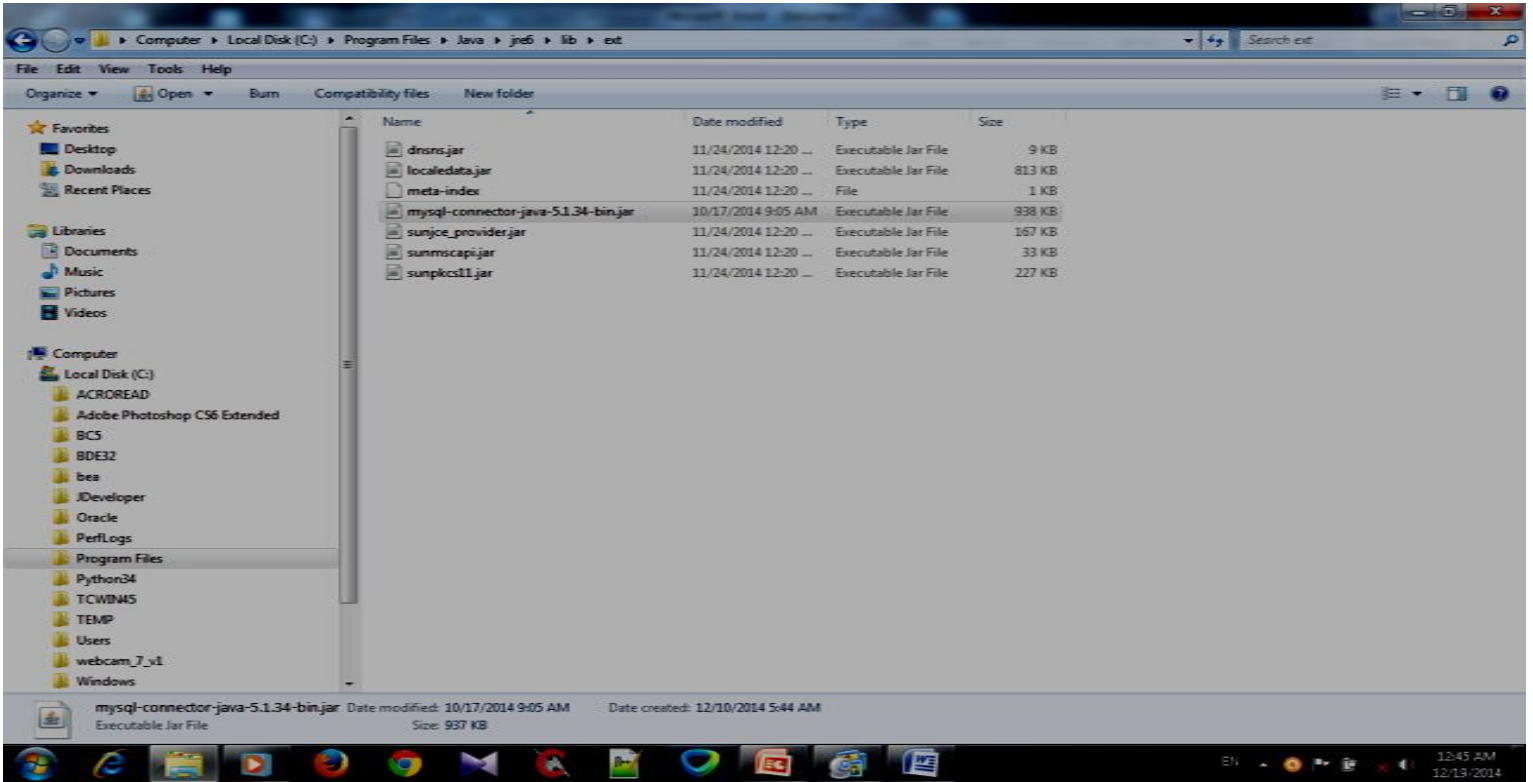 Computer ▸ Local Disk (C:) ▸ Program Files ▸ Java ▸ jre6 ▸ lib ▸ ext
Search ext
File Edit View Tools Help
Organize Open Burn Compatibility files New folder
Name Date modified Type Size
Favorites
Desktop
Downloads
Recent Places
Libraries
Documents
Music
Pictures
Videos
Computer
Local Disk (C:)
ACROREAD
Adobe Photoshop CS6 Extended
BC5
BDE32
bea
JDeveloper
Oracle
PerfLogs
Program Files
Python34
TCWIN45
TEMP
Users
webcam_7_v1
Windows
dnsns.jar 11/24/2014 12:20 ... Executable Jar File 9 KB
localedata.jar 11/24/2014 12:20 ... Executable Jar File 813 KB
meta-index 11/24/2014 12:20 ... File 1 KB
mysql-connector-java-5.1.34-bin.jar 10/17/2014 9:05 AM Executable Jar File 938 KB
sunjce_provider.jar 11/24/2014 12:20 ... Executable Jar File 167 KB
sunmscapi.jar 11/24/2014 12:20 ... Executable Jar File 33 KB
sunpkcs11.jar 11/24/2014 12:20 ... Executable Jar File 227 KB
mysql-connector-java-5.1.34-bin.jar Date modified: 10/17/2014 9:05 AM Date created: 12/10/2014 5:44 AM
Executable Jar File Size: 937 KB
EN
12:45 AM
12/19/2014